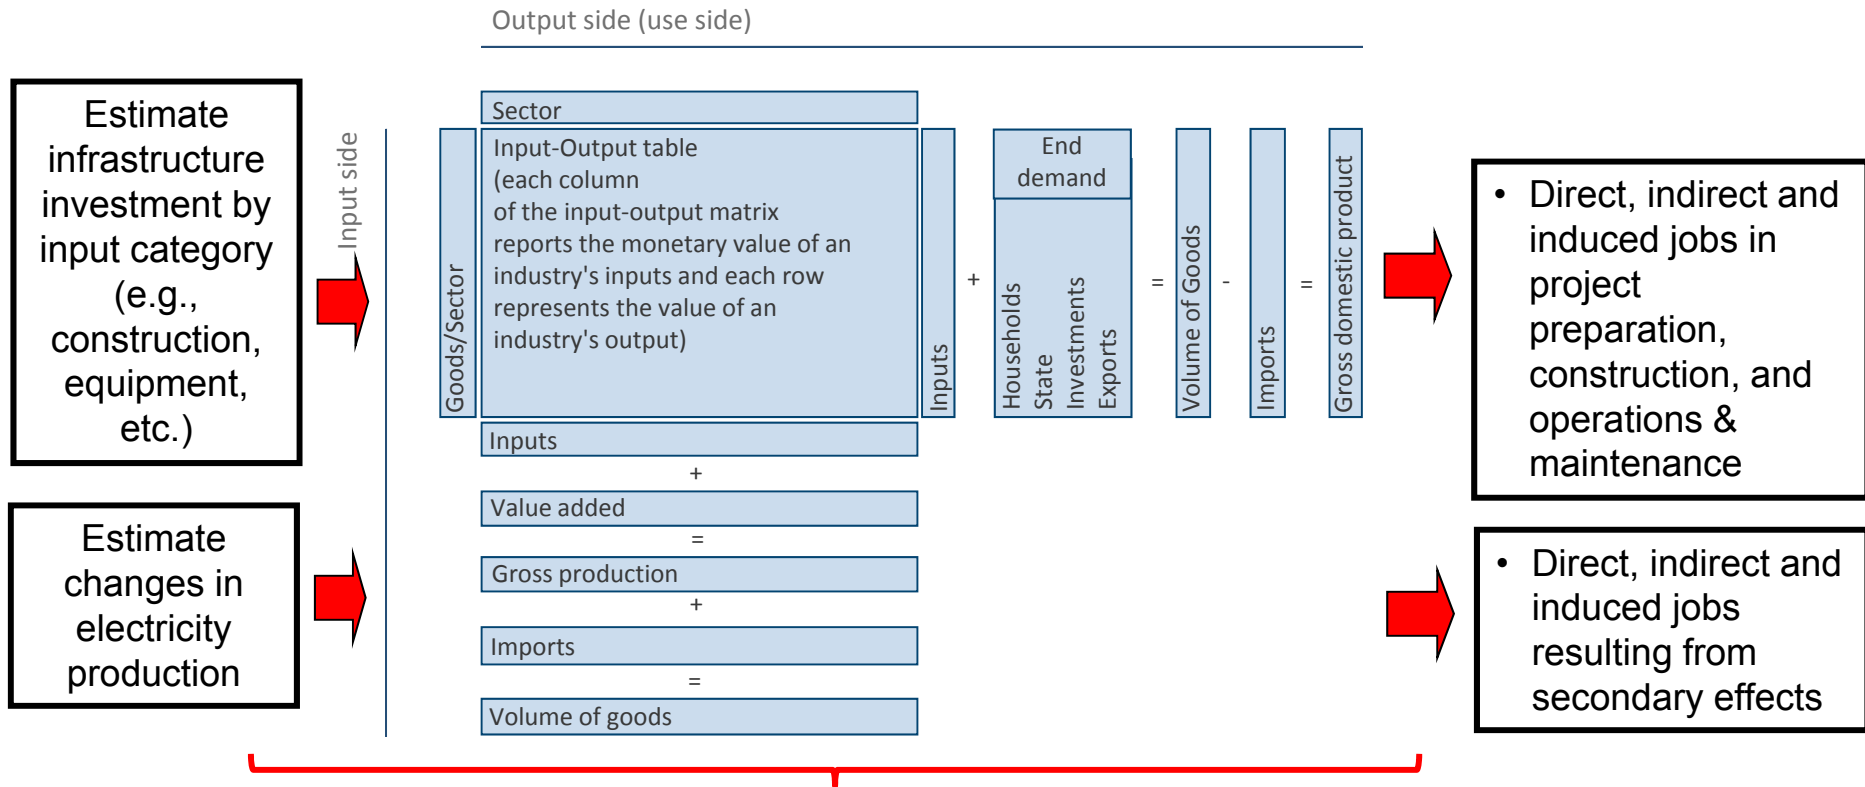 Output side (use side)
Estimate
infrastructure
investment by
input category
(e.g.,
construction,
equipment,
etc.)
Estimate
changes in
electricity
production
Input side
Sector
Goods/Sector
Input-Output table
(each column
of the input-output matrix
reports the monetary value of an
industry's inputs and each row
represents the value of an
industry's output)
Inputs
+
End
demand
Households
State
Investments
Exports
=
Volume of Goods
-
Imports
=
Gross domestic product
Inputs
+
Value added
=
Gross production
+
Imports
=
Volume of goods
• Direct, indirect and
induced jobs in
project
preparation,
construction, and
operations &
maintenance
• Direct, indirect and
induced jobs
resulting from
secondary effects